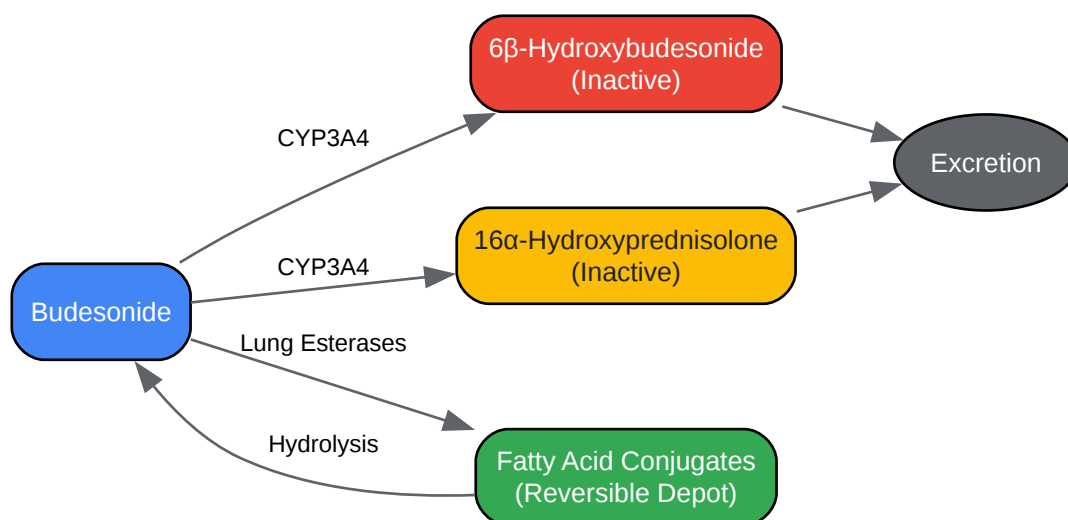 6β-Hydroxybudesonide
(Inactive)
CYP3A4
Excretion
16α-Hydroxyprednisolone
(Inactive)
CYP3A4
Budesonide
Lung Esterases
Hydrolysis
Fatty Acid Conjugates
(Reversible Depot)